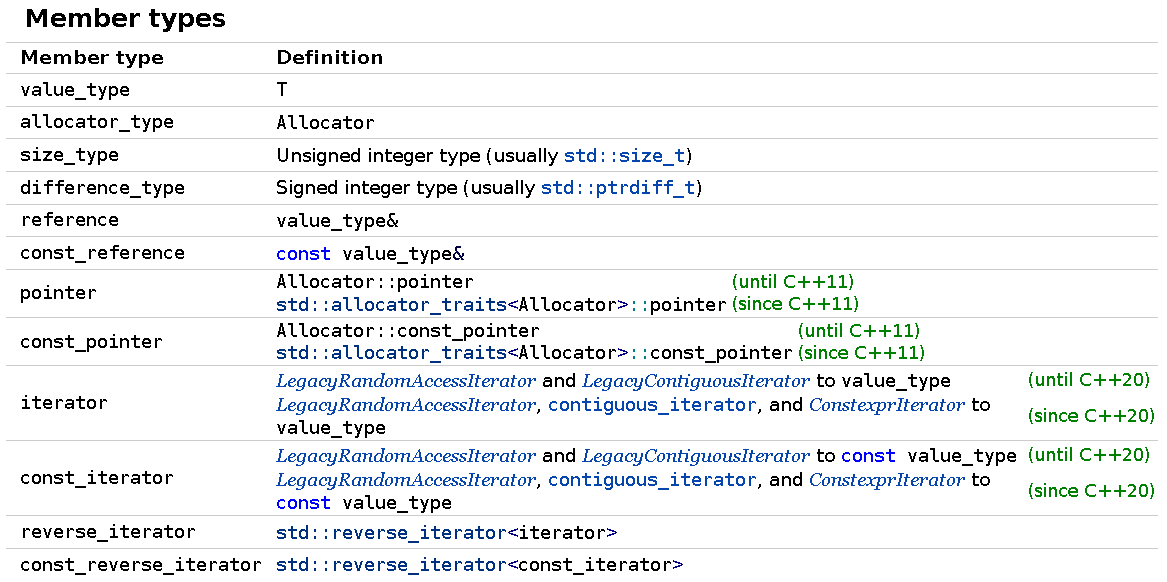 Member types
Member type Definition
value_type T
allocator_type Allocator
size_type Unsigned integer type (usually std::size_t)
difference_type Signed integer type (usually std::ptrdiff_t)
reference value_type&
const_reference const value_type&
pointer
Allocator::pointer (until C++11)
std::allocator_traits<Allocator>::pointer (since C++11)
const_pointer
Allocator::const_pointer (until C++11)
std::allocator_traits<Allocator>::const_pointer (since C++11)
iterator
LegacyRandomAccessIterator and LegacyContiguousIterator to value_type (until C++20)
LegacyRandomAccessIterator, contiguous_iterator, and ConstexprIterator to (since C++20)
value_type
const_iterator
LegacyRandomAccessIterator and LegacyContiguousIterator to const value_type (until C++20)
LegacyRandomAccessIterator, contiguous_iterator, and ConstexprIterator to (since C++20)
const value_type
reverse_iterator std::reverse_iterator<iterator>
const_reverse_iterator std::reverse_iterator<const_iterator>